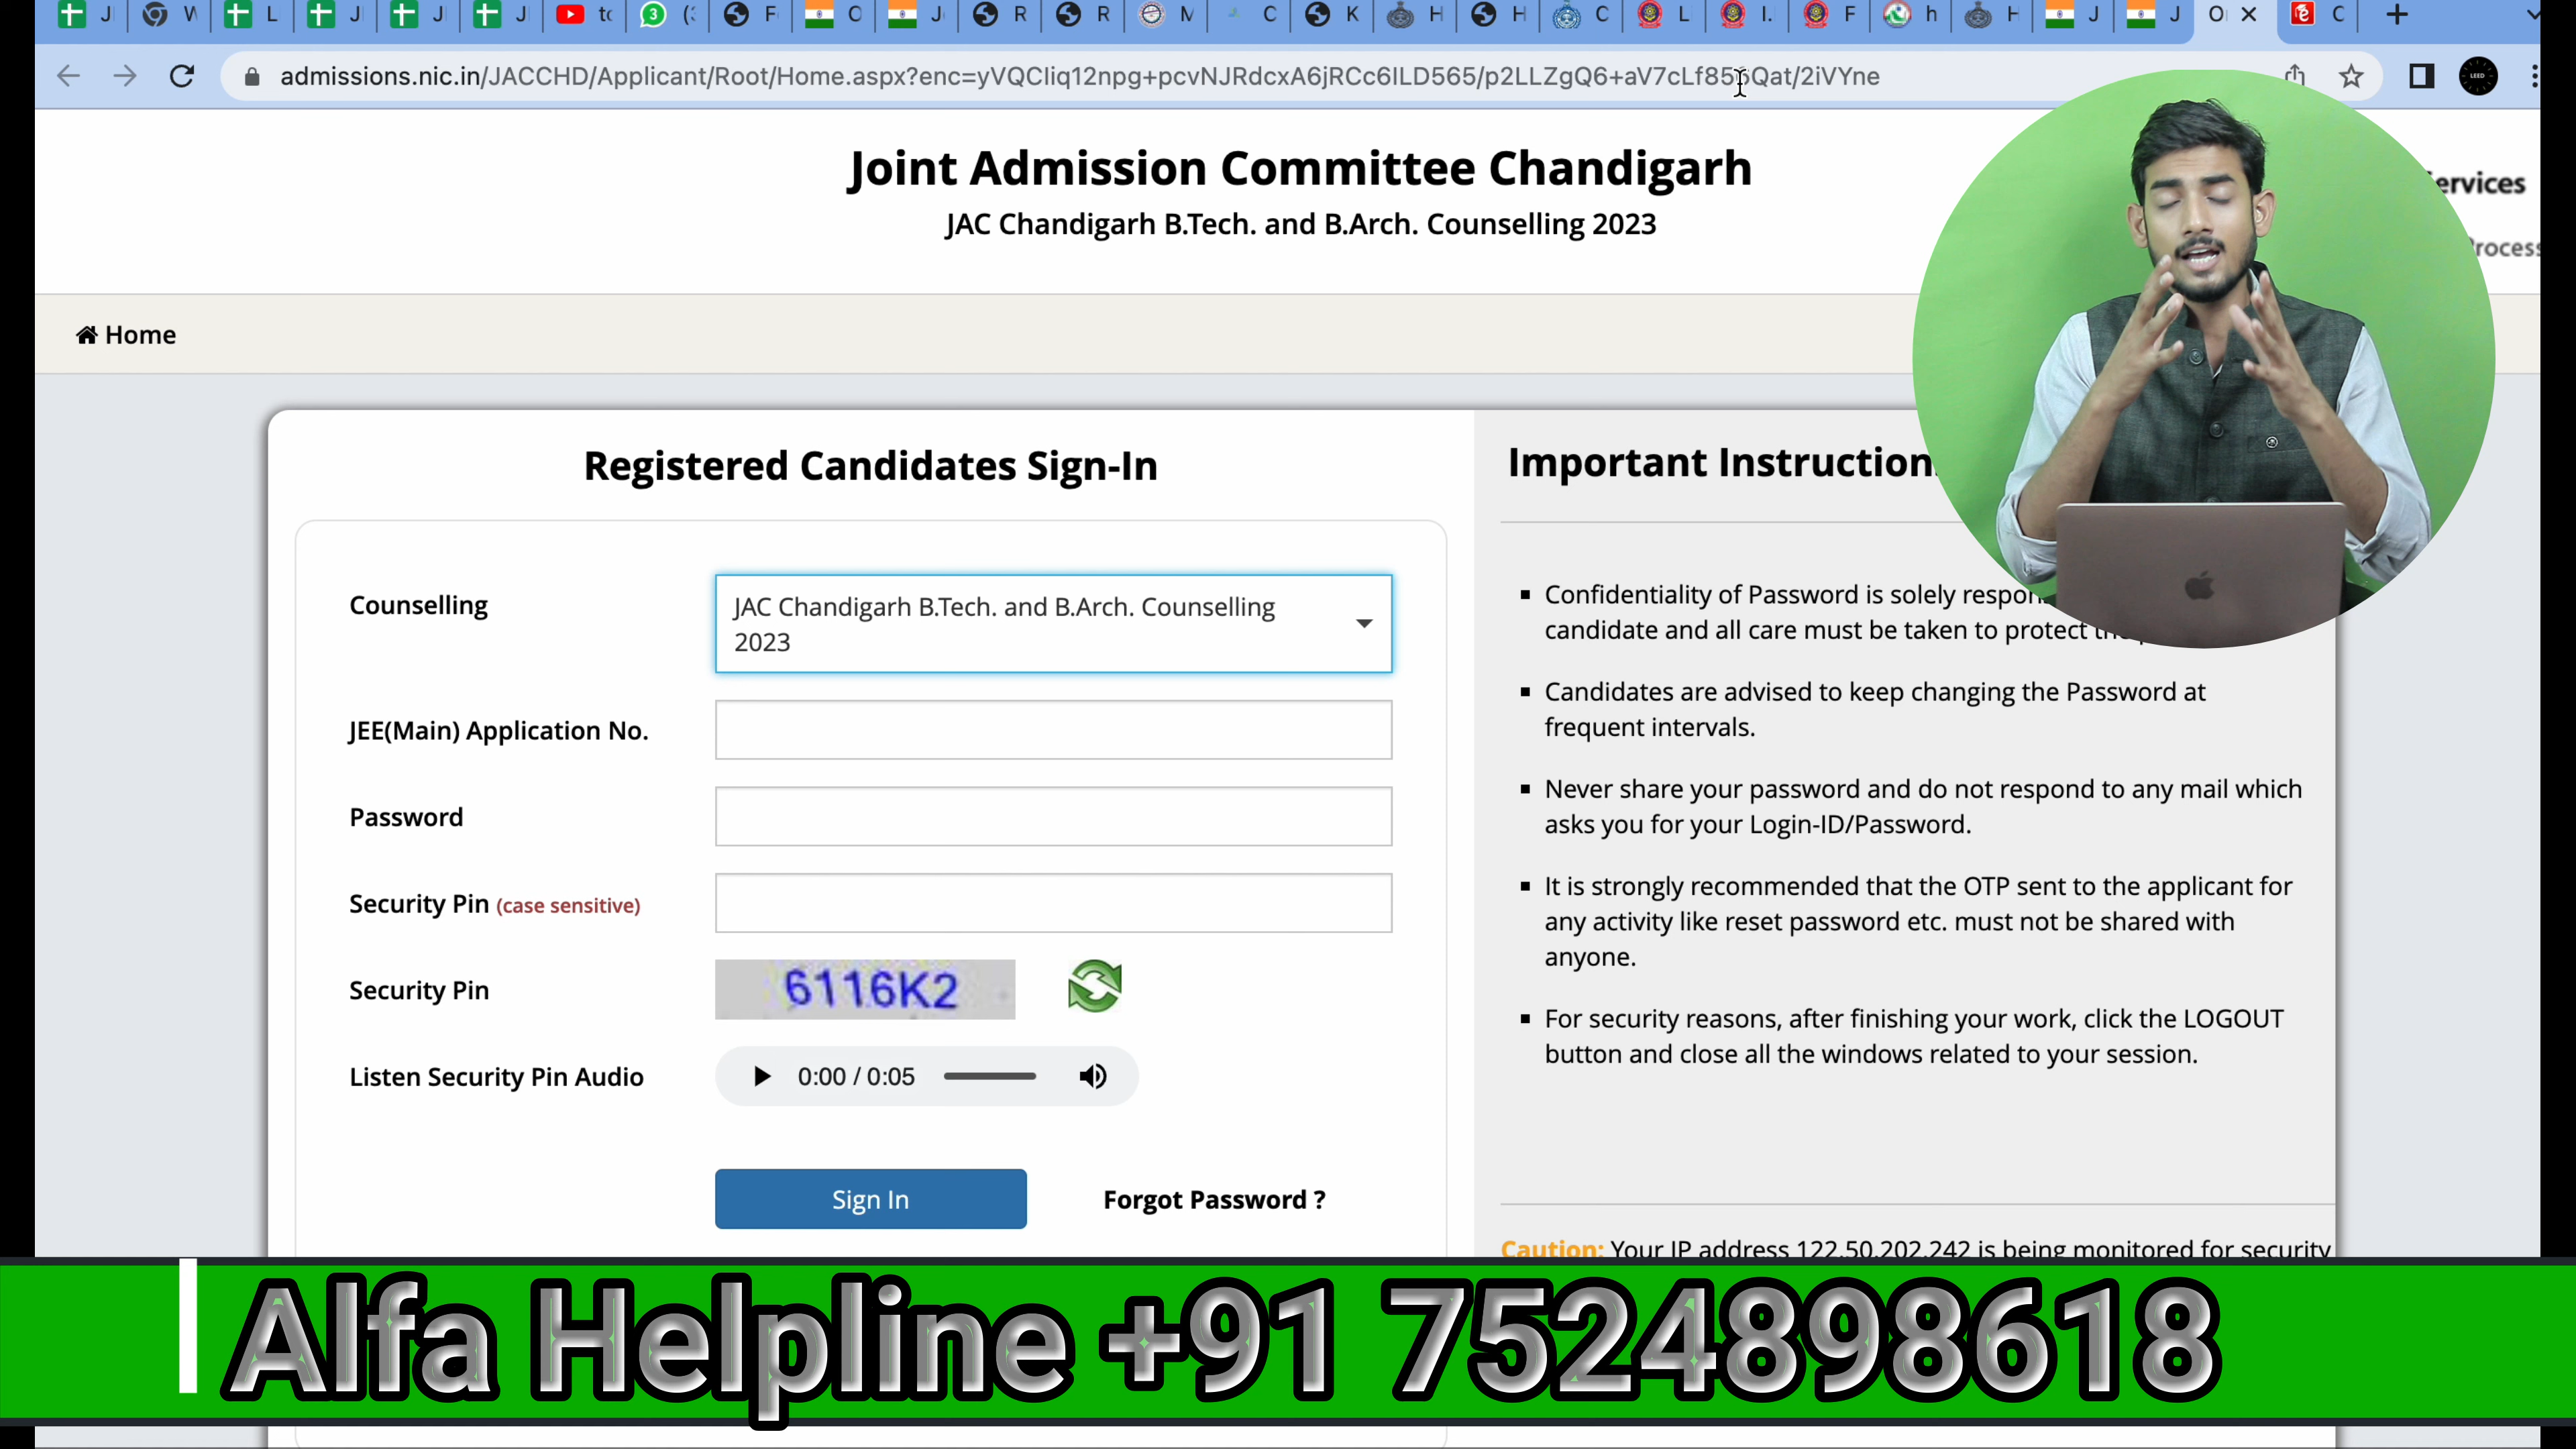 admissions.nic.in/JACCHD/Applicant/Root/Home.aspx?enc=yVQCIiq12npg+pcvNJRdcxA6jRCc6ILD565/p2LLZgQ6+aV7cLf85 Qat/2iVYne
Joint Admission Committee Chandigarh
JAC Chandigarh B.Tech. and B.Arch. Counselling 2023
Home
Registered Candidates Sign-In
Counselling
JAC Chandigarh B.Tech. and B.Arch. Counselling
2023
JEE(Main) Application No.
Password
Security Pin (case sensitive)
Security Pin
6116K2
Listen Security Pin Audio
0:00 / 0:05
Sign In
Forgot Password ?
Important Instruction
Confidentiality of Password is solely
candidate and all care must be taken to protect
Candidates are advised to keep changing the Password at
frequent intervals.
Never share your password and do not respond to any mail which
asks you for your Login-ID/Password.
It is strongly recommended that the OTP sent to the applicant for
any activity like reset password etc. must not be shared with
anyone.
For security reasons, after finishing your work, click the LOGOUT
button and close all the windows related to your session.
Caution: Your IP address 122.50.202.242 is being monitored for security
Alfa Helpline +91 7524898618